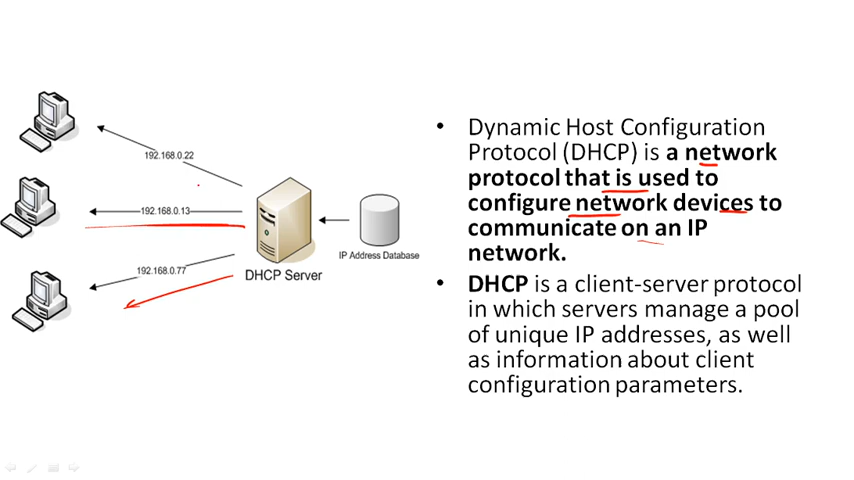 192.168.0.22
192.168.0.13
192.168.0.77
DHCP Server
IP Address Database
• Dynamic Host Configuration
Protocol (DHCP) is a network
protocol that is used to
configure network devices to
communicate on an IP
network.
• DHCP is a client-server protocol
in which servers manage a pool
of unique IP addresses, as well
as information about client
configuration parameters.